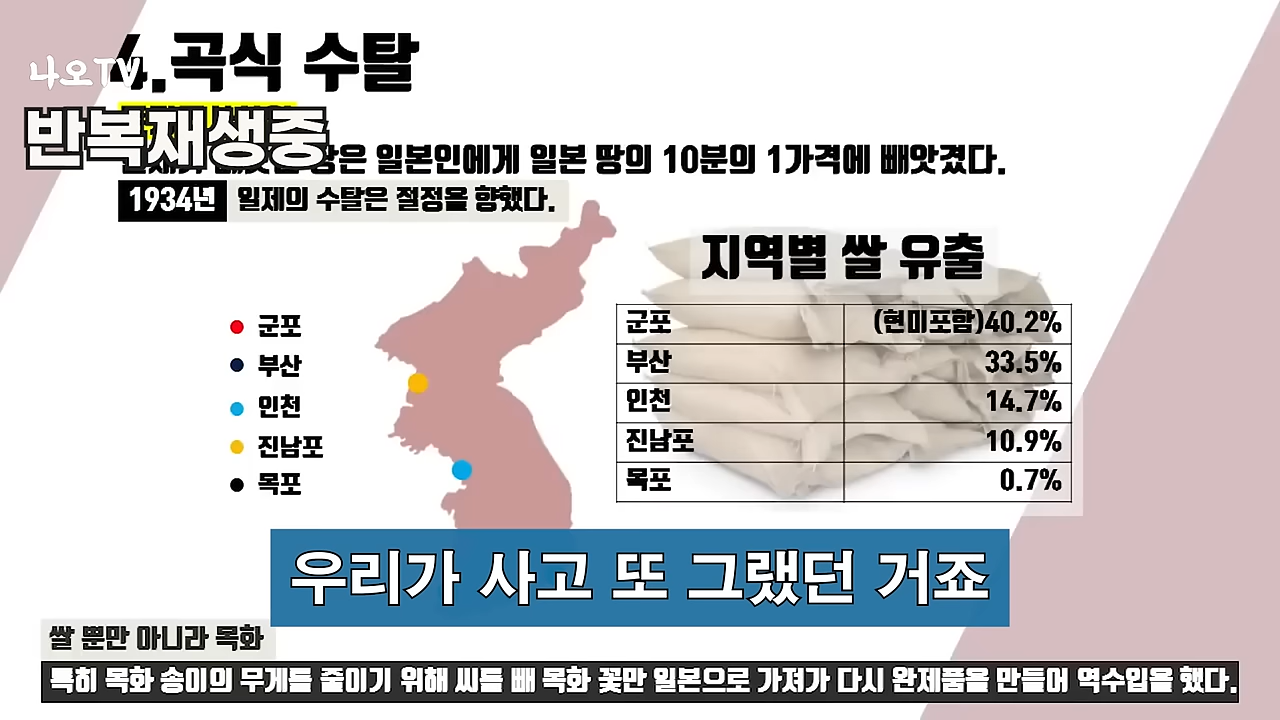 4.곡식 수탈
나오TV
반복재생중
땅은 일본인에게 일본 땅의 10분의 1가격에 빼앗겼다.
1934년 일제의 수탈은 절정을 향했다.
지역별 쌀 유출
군포
부산
인천
진남포
목포
군포 (현미포함)40.2%
부산 33.5%
인천 14.7%
진남포 10.9%
목포 0.7%
우리가 사고 또 그랬던 거죠
쌀 뿐만 아니라 목화
특히 목화 송이의 무게를 줄이기 위해 씨를 빼 목화 꽃만 일본으로 가져가 다시 완제품을 만들어 역수입을 했다.